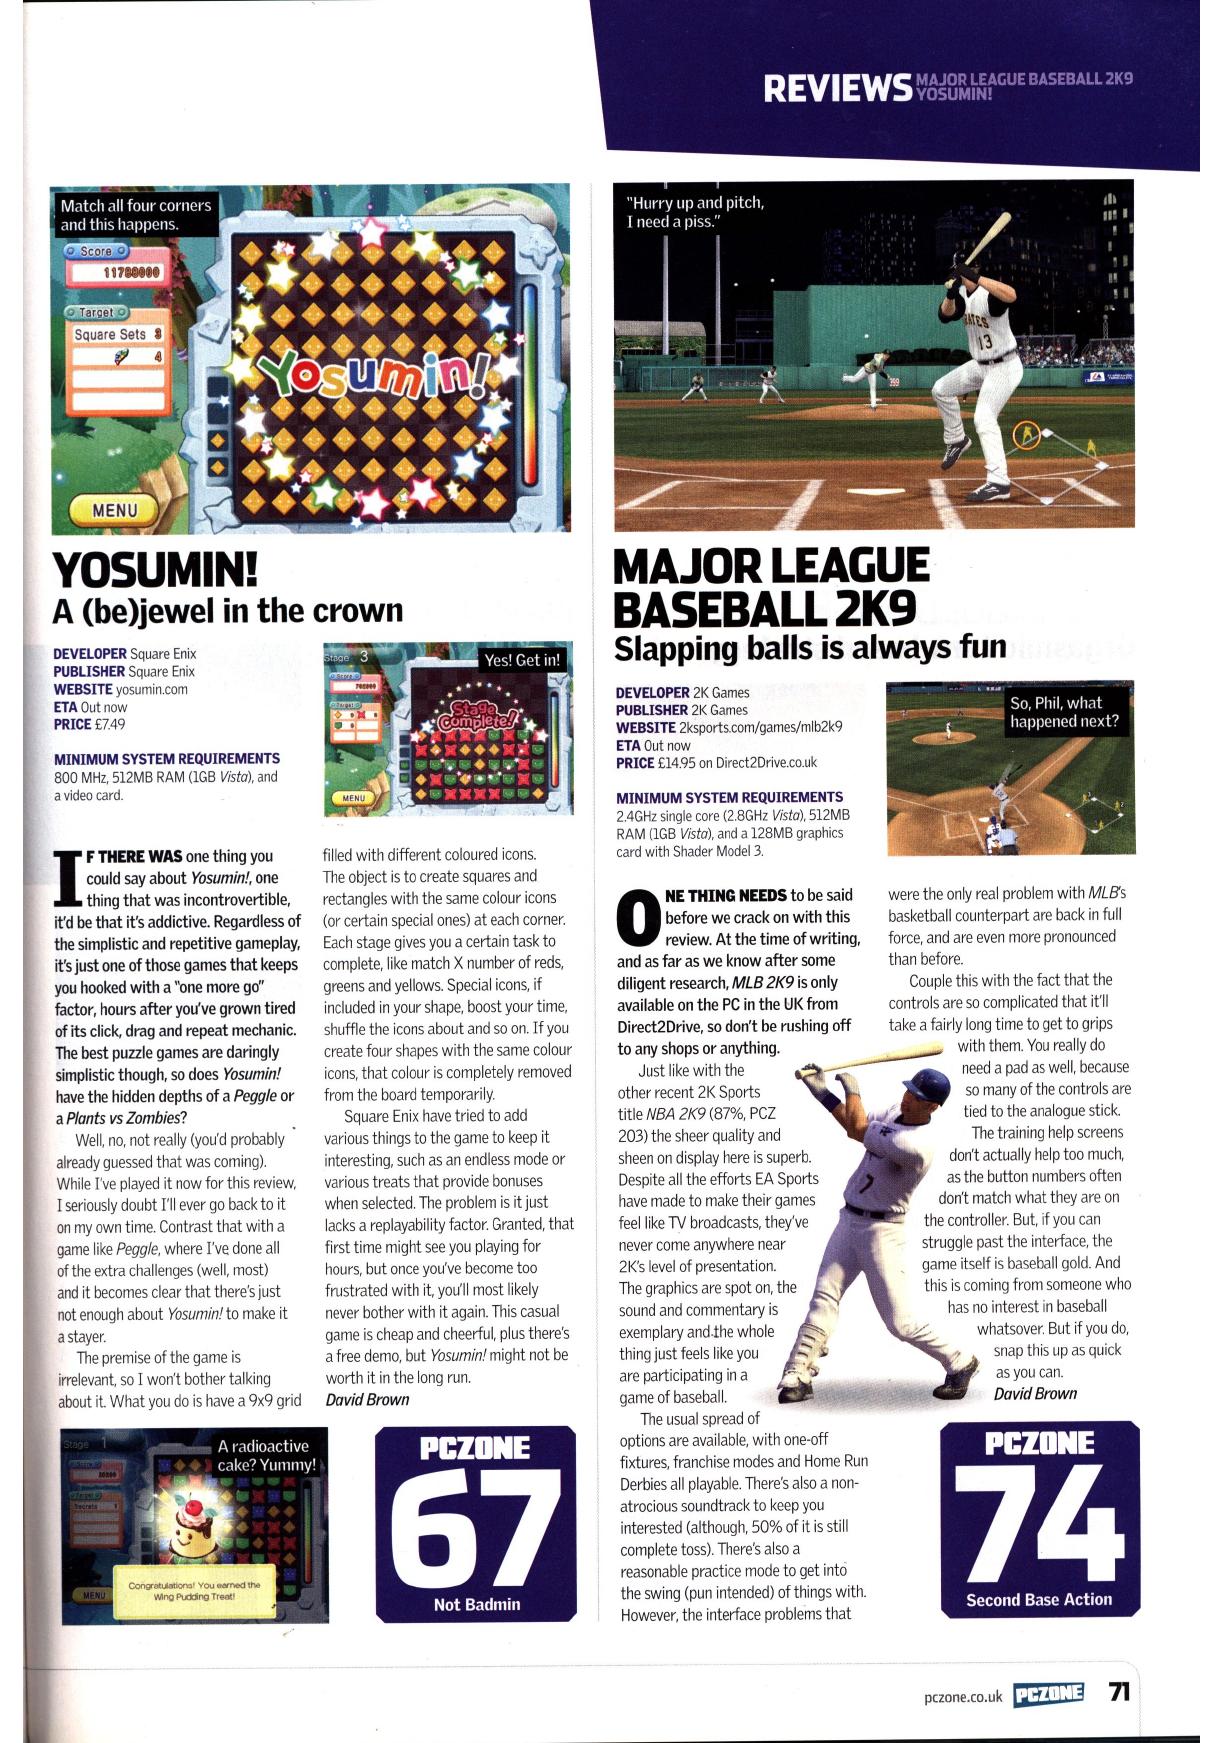 REVIEWS MAJOR LEAGUE BASEBALL 2K9
YOSUMIN!
Match all four corners
and this happens.
Score
11788000
Target
Square Sets 3
4
Yosumin!
MENU
YOSUMIN!
A (be)jewel in the crown
DEVELOPER Square Enix
PUBLISHER Square Enix
WEBSITE yosumin.com
ETA Out now
PRICE £7.49
MINIMUM SYSTEM REQUIREMENTS
800 MHz, 512MB RAM (1GB Vista), and
a video card.
Stage 3
Yes! Get in!
Score
Target
Stage
Complete!
MENU
IF THERE WAS one thing you
could say about Yosumin!, one
thing that was incontrovertible,
it'd be that it's addictive. Regardless of
the simplistic and repetitive gameplay,
it's just one of those games that keeps
you hooked with a "one more go"
factor, hours after you've grown tired
of its click, drag and repeat mechanic.
The best puzzle games are daringly
simplistic though, so does Yosumin!
have the hidden depths of a Peggle or
a Plants vs Zombies?
Well, no, not really (you'd probably
already guessed that was coming).
While I've played it now for this review,
I seriously doubt I'll ever go back to it
on my own time. Contrast that with a
game like Peggle, where I've done all
of the extra challenges (well, most)
and it becomes clear that there's just
not enough about Yosumin! to make it
a stayer.
The premise of the game is
irrelevant, so I won't bother talking
about it. What you do is have a 9x9 grid
filled with different coloured icons.
The object is to create squares and
rectangles with the same colour icons
(or certain special ones) at each corner.
Each stage gives you a certain task to
complete, like match X number of reds,
greens and yellows. Special icons, if
included in your shape, boost your time,
shuffle the icons about and so on. If you
create four shapes with the same colour
icons, that colour is completely removed
from the board temporarily.
Square Enix have tried to add
various things to the game to keep it
interesting, such as an endless mode or
various treats that provide bonuses
when selected. The problem is it just
lacks a replayability factor. Granted, that
first time might see you playing for
hours, but once you've become too
frustrated with it, you'll most likely
never bother with it again. This casual
game is cheap and cheerful, plus there's
a free demo, but Yosumin! might not be
worth it in the long run.
David Brown
Stage 1
A radioactive
cake? Yummy!
Score
Target
Secrets 1
Congratulations! You earned the
Wing Pudding Treat!
MENU
PCZONE
67
Not Badmin
"Hurry up and pitch,
I need a piss."
13
MAJOR LEAGUE
BASEBALL 2K9
Slapping balls is always fun
DEVELOPER 2K Games
PUBLISHER 2K Games
WEBSITE 2ksports.com/games/mlb2k9
ETA Out now
PRICE £14.95 on Direct2Drive.co.uk
MINIMUM SYSTEM REQUIREMENTS
2.4GHz single core (2.8GHz Vista), 512MB
RAM (1GB Vista), and a 128MB graphics
card with Shader Model 3.
So, Phil, what
happened next?
ONE THING NEEDS to be said
before we crack on with this
review. At the time of writing,
and as far as we know after some
diligent research, MLB 2K9 is only
available on the PC in the UK from
Direct2Drive, so don't be rushing off
to any shops or anything.
Just like with the
other recent 2K Sports
title NBA 2K9 (87%, PCZ
203) the sheer quality and
sheen on display here is superb.
Despite all the efforts EA Sports
have made to make their games
feel like TV broadcasts, they've
never come anywhere near
2K's level of presentation.
The graphics are spot on, the
sound and commentary is
exemplary and the whole
thing just feels like you
are participating in a
game of baseball.
The usual spread of
options are available, with one-off
fixtures, franchise modes and Home Run
Derbies all playable. There's also a non-
atrocious soundtrack to keep you
interested (although, 50% of it is still
complete toss). There's also a
reasonable practice mode to get into
the swing (pun intended) of things with.
However, the interface problems that
were the only real problem with MLB's
basketball counterpart are back in full
force, and are even more pronounced
than before.
Couple this with the fact that the
controls are so complicated that it'll
take a fairly long time to get to grips
with them. You really do
need a pad as well, because
so many of the controls are
tied to the analogue stick.
The training help screens
don't actually help too much,
as the button numbers often
don't match what they are on
the controller. But, if you can
struggle past the interface, the
game itself is baseball gold. And
this is coming from someone who
has no interest in baseball
whatsover. But if you do,
snap this up as quick
as you can.
David Brown
7
PCZONE
74
Second Base Action
pczone.co.uk PCZONE 71